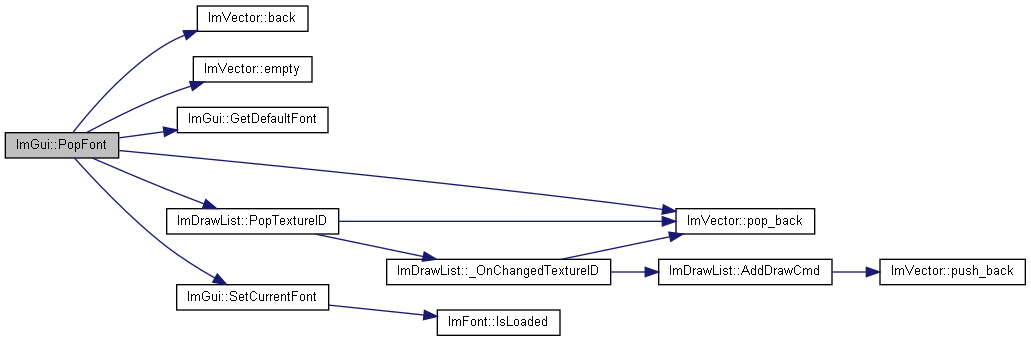 ImVector::back
ImVector::empty
ImGui::GetDefaultFont
ImGui::PopFont
ImDrawList::PopTextureID
ImVector::pop_back
ImDrawList::_OnChangedTextureID
ImDrawList::AddDrawCmd
ImVector::push_back
ImGui::SetCurrentFont
ImFont::IsLoaded